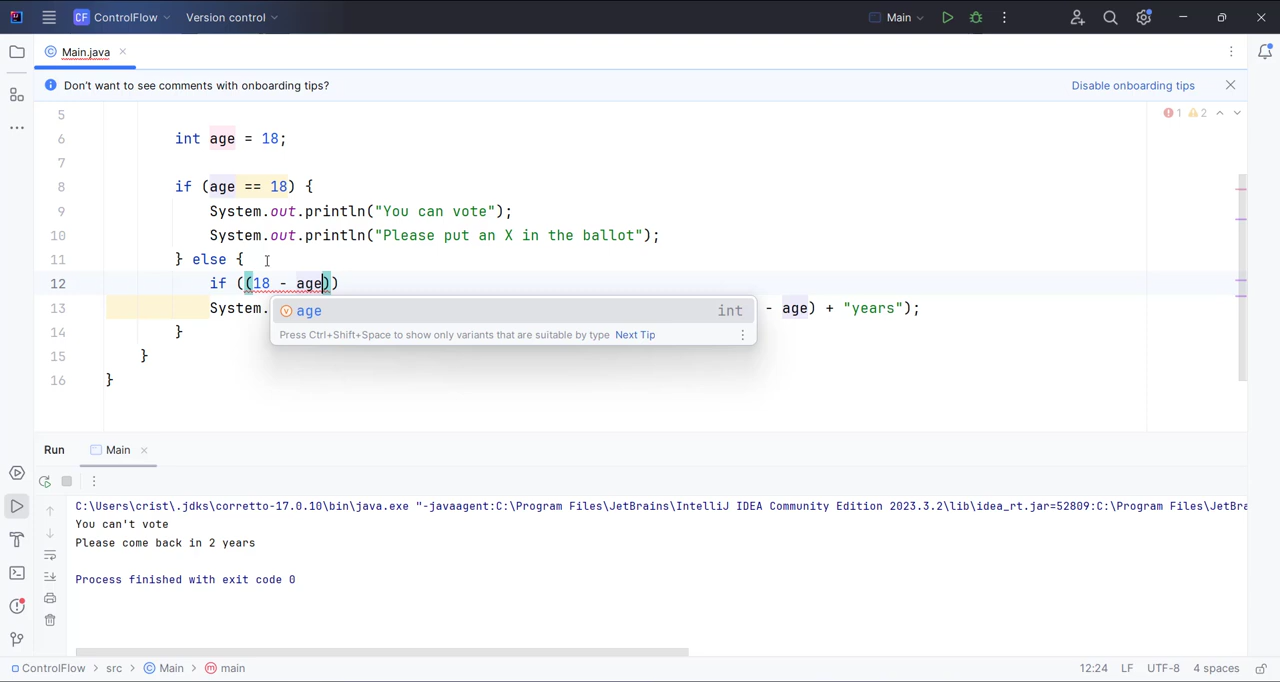 CF ControlFlow Version control Main
Main.java
Don't want to see comments with onboarding tips? Disable onboarding tips
5
6 int age = 18; 1 2
7
8 if (age == 18) {
9 System.out.println("You can vote");
10 System.out.println("Please put an X in the ballot");
11 } else {
12 if ((18 - age))
13 System. - age) + "years");
age int
14 }
Press Ctrl+Shift+Space to show only variants that are suitable by type Next Tip
15 }
16 }
Run Main
C:\Users\crist\.jdks\corretto-17.0.10\bin\java.exe "-javaagent:C:\Program Files\JetBrains\IntelliJ IDEA Community Edition 2023.3.2\lib\idea_rt.jar=52809:C:\Program Files\JetBra
You can't vote
Please come back in 2 years
Process finished with exit code 0
ControlFlow > src > Main > main 12:24 LF UTF-8 4 spaces